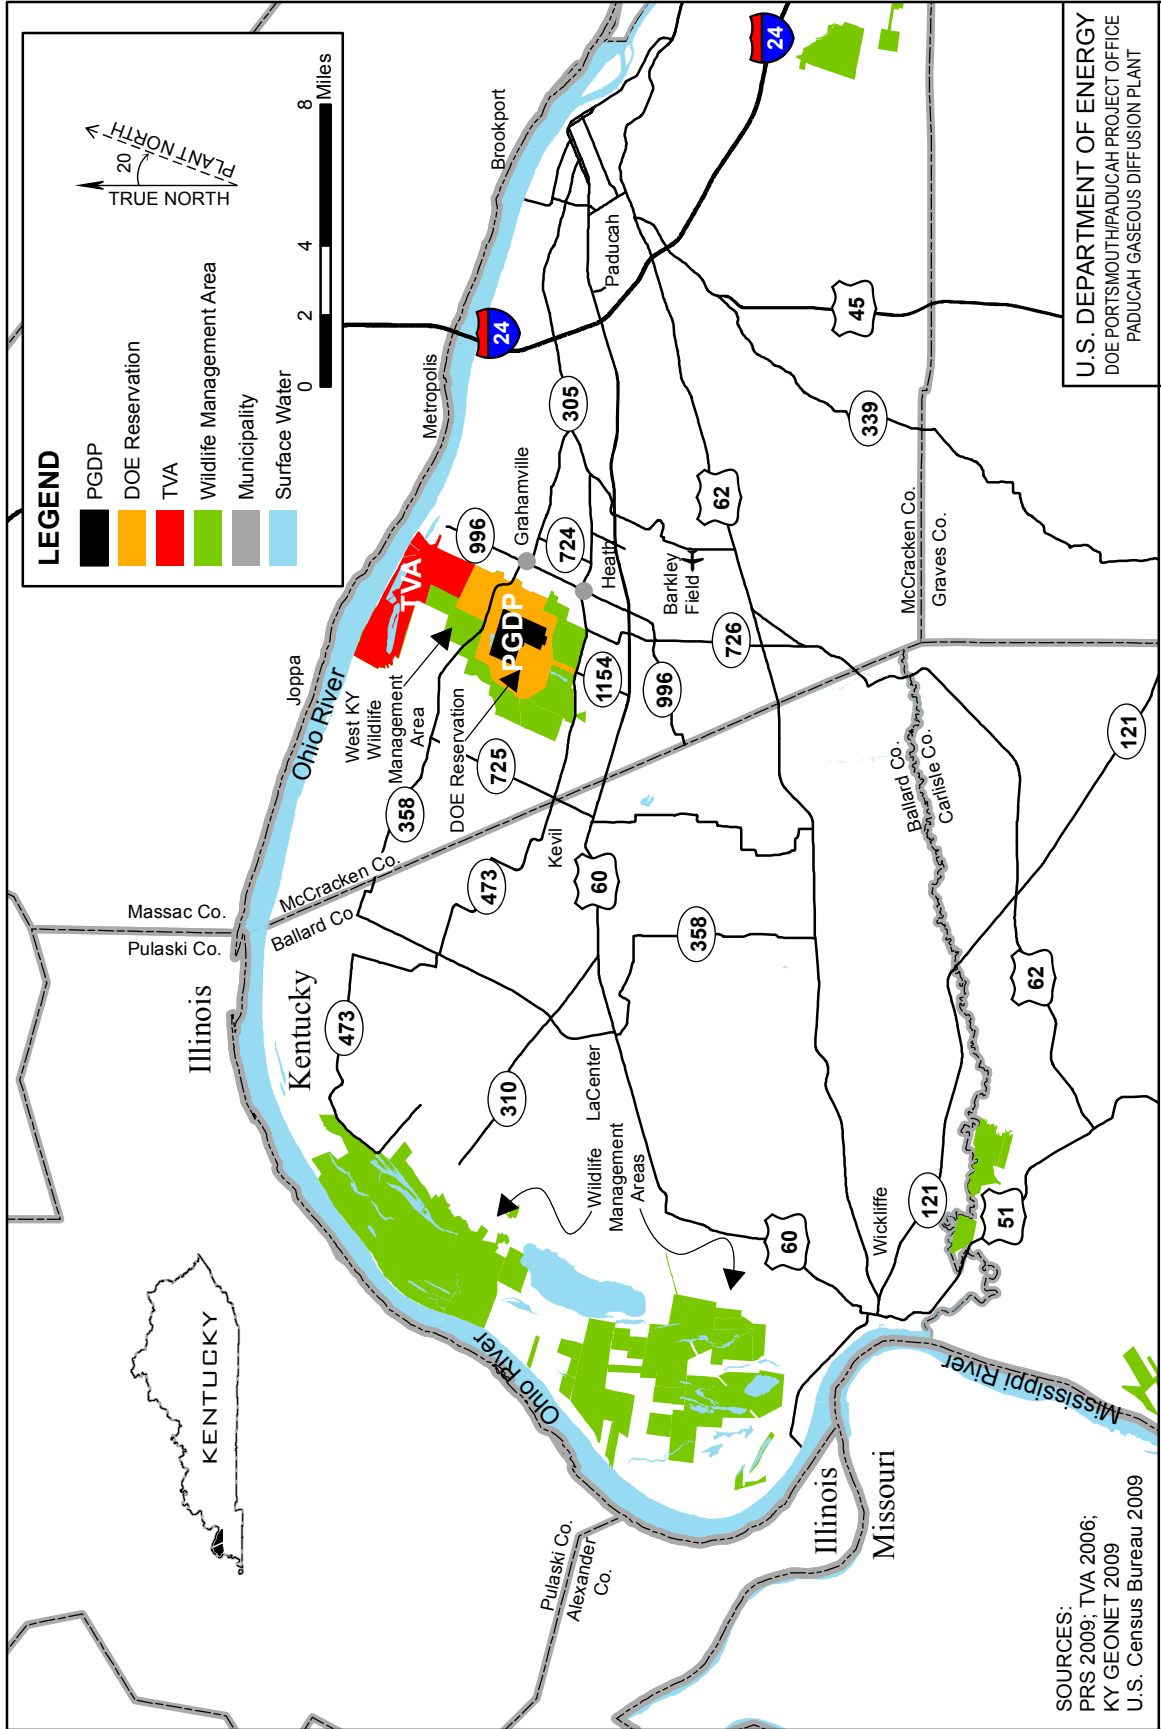 LEGEND
PGDP
DOE Reservation
TVA
Wildlife Management Area
Municipality
Surface Water
20
PLANT NORTH
TRUE NORTH
0 2 4 8 Miles
KENTUCKY
Massac Co.
Pulaski Co.
Illinois
Kentucky
McCracken Co.
Ballard Co
Joppa
Ohio River
Metropolis
Brookport
24
24
TVA
West KY
Wildlife
Management
Area
DOE Reservation
PGDP
996
Grahamville
305
724
Heath
Paducah
Barkley
Field
62
45
339
726
1154
996
725
358
473
Kevil
60
473
310
358
LaCenter
Wildlife
Management
Areas
Ohio River
60
Wickliffe
121
51
62
121
McCracken Co.
Graves Co.
Ballard Co.
Carlisle Co.
Pulaski Co.
Alexander
Co.
Illinois
Missouri
Mississippi River
SOURCES:
PRS 2009; TVA 2006;
KY GEONET 2009
U.S. Census Bureau 2009
U.S. DEPARTMENT OF ENERGY
DOE PORTSMOUTH/PADUCAH PROJECT OFFICE
PADUCAH GASEOUS DIFFUSION PLANT